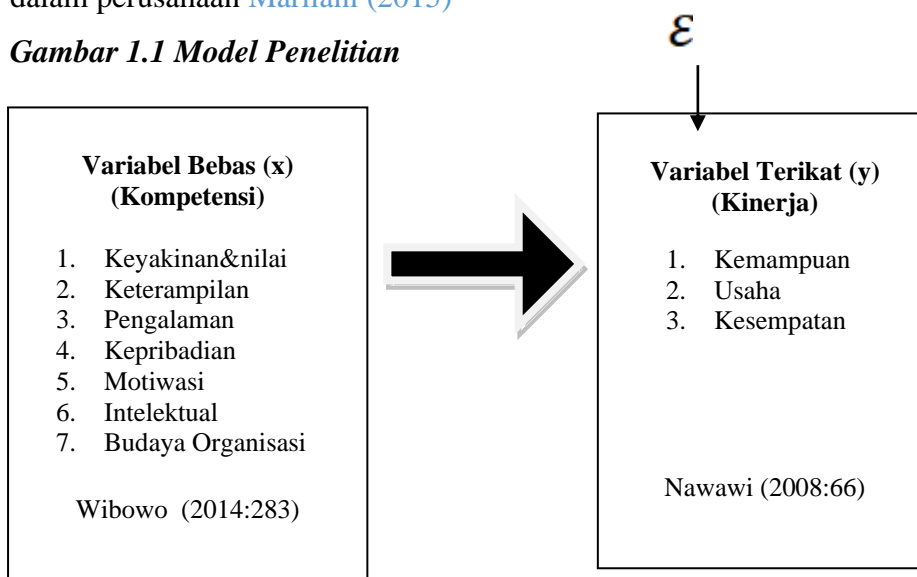 dalam perusahaan Marliani (2015)
Gambar 1.1 Model Penelitian
ε
Variabel Bebas (x)
(Kompetensi)
1. Keyakinan&nilai
2. Keterampilan
3. Pengalaman
4. Kepribadian
5. Motiwasi
6. Intelektual
7. Budaya Organisasi
Wibowo (2014:283)
Variabel Terikat (y)
(Kinerja)
1. Kemampuan
2. Usaha
3. Kesempatan
Nawawi (2008:66)